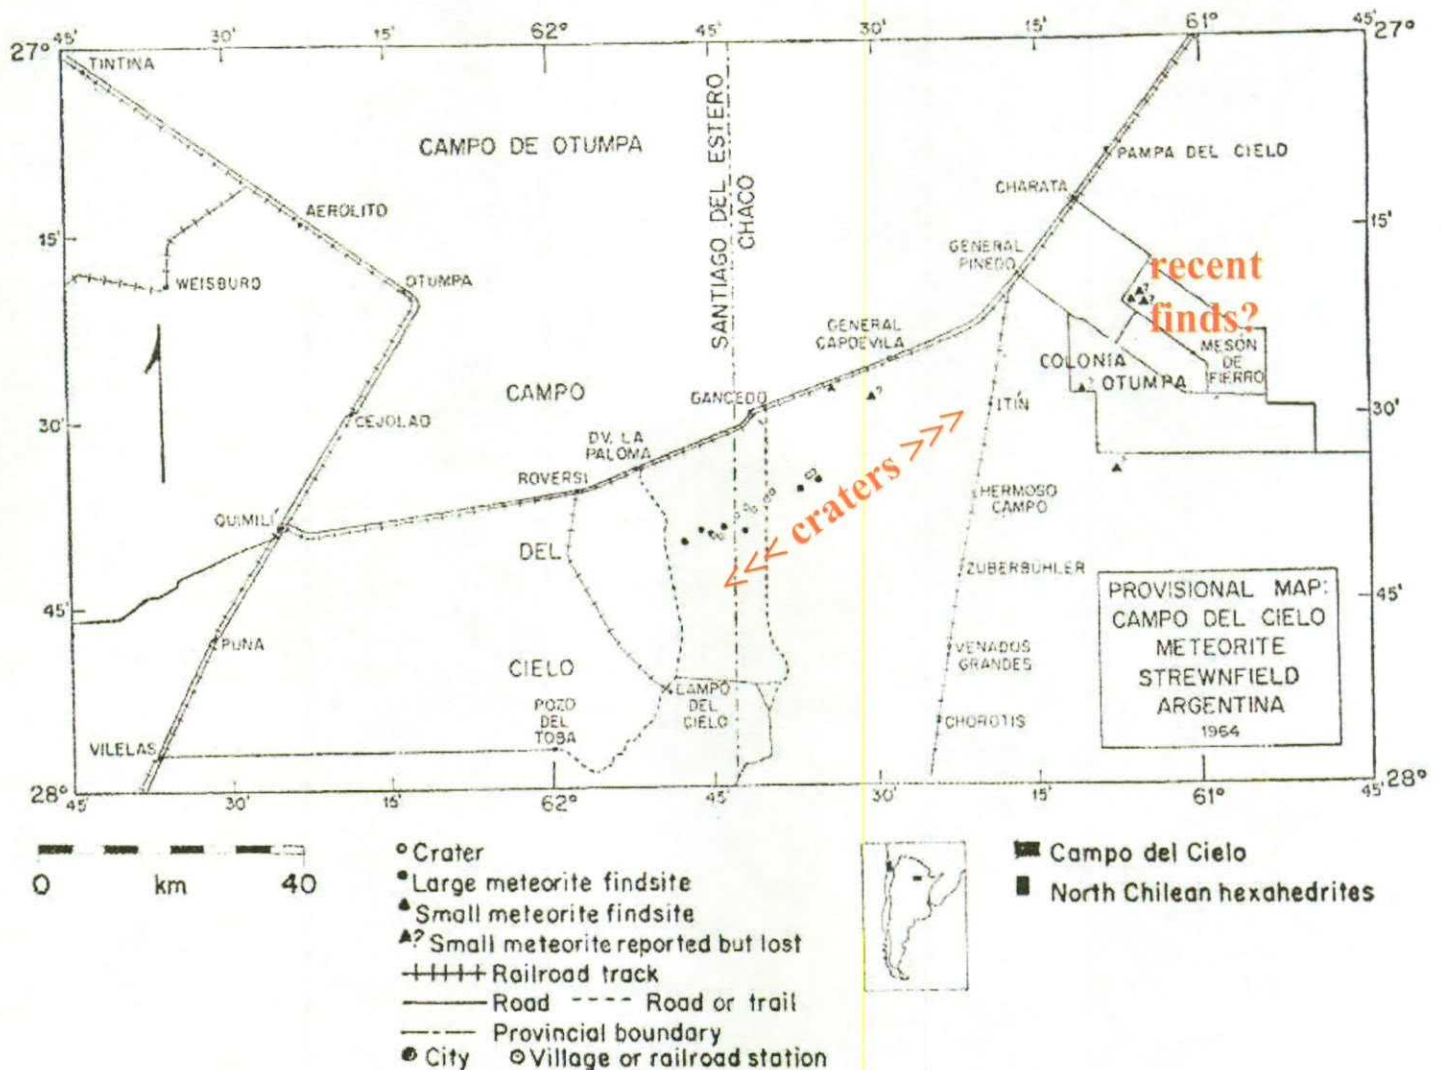 45' 30' 15' 62° 45' 30' 15' 61° 45'
27° 27°
TINTINA
CAMPO DE OTUMPA
SANTIAGO DEL ESTERO
CHACO
PAMPA DEL CIELO
CHARATA
AEROLITO
15' 15'
GENERAL
PINEDO
recent
finds?
WEISBURD
OTUMPA
GENERAL
CAPDEVILA
MESÓN
DE
FIERRO
COLONIA
OTUMPA
CAMPO
GANCEDO
ITÍN
30' 30'
CEJOLAO
DV. LA
PALOMA
ROVERSI
<<< craters >>>
HERMOSO
CAMPO
QUIMILÍ
DEL
ZUBERBÜHLER
45' 45'
PROVISIONAL MAP:
CAMPO DEL CIELO
METEORITE
STREWNFIELD
ARGENTINA
1964
PUNA
VENADOS
GRANDES
CIELO
CAMPO
DEL
CIELO
POZO
DEL
TOBA
CHOROTIS
VILELAS
28° 28°
45' 30' 15' 62° 45' 30' 15' 61° 45'
0 km 40
Crater
Large meteorite findsite
Small meteorite findsite
? Small meteorite reported but lost
Railroad track
Road Road or trail
Provincial boundary
City Village or railroad station
Campo del Cielo
North Chilean hexahedrites